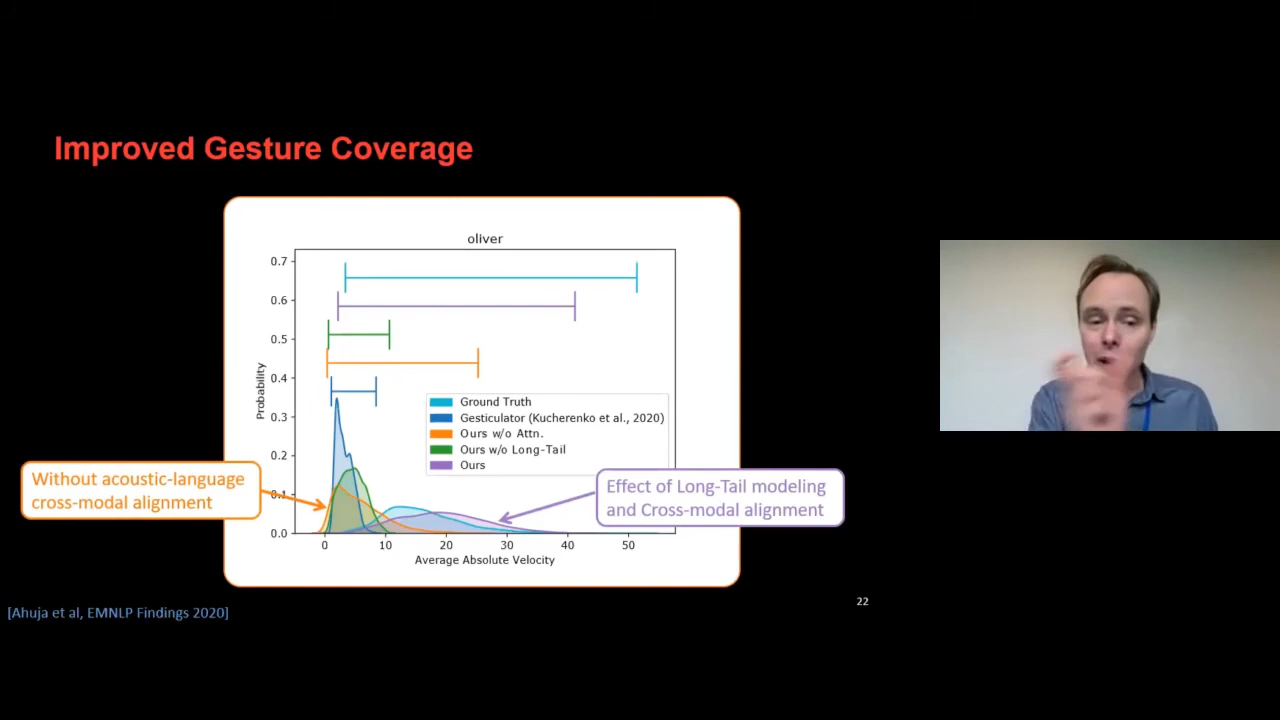 Improved Gesture Coverage
oliver
0.7
0.6
0.5
0.4
0.3
0.2
0.1
0.0
Probability
Ground Truth
Gesticulator (Kucherenko et al., 2020)
Ours w/o Attn.
Ours w/o Long-Tail
Ours
Without acoustic-language
cross-modal alignment
Effect of Long-Tail modeling
and Cross-modal alignment
0 10 20 30 40 50
Average Absolute Velocity
22
[Ahuja et al, EMNLP Findings 2020]